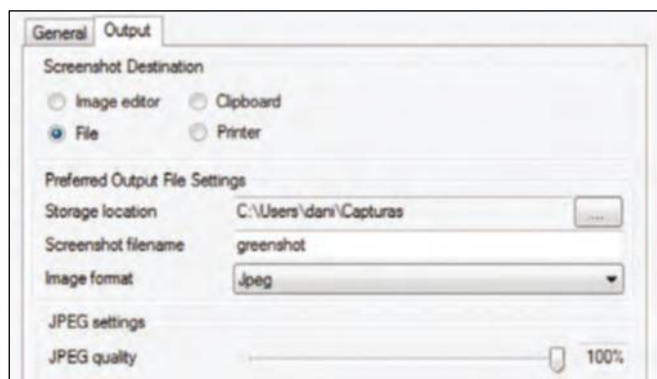 General Output
Screenshot Destination
Image editor Clipboard
File Printer
Preferred Output File Settings
Storage location C:\Users\dani\Capturas ...
Screenshot filename greenshot
Image format Jpeg
JPEG settings
JPEG quality 100%